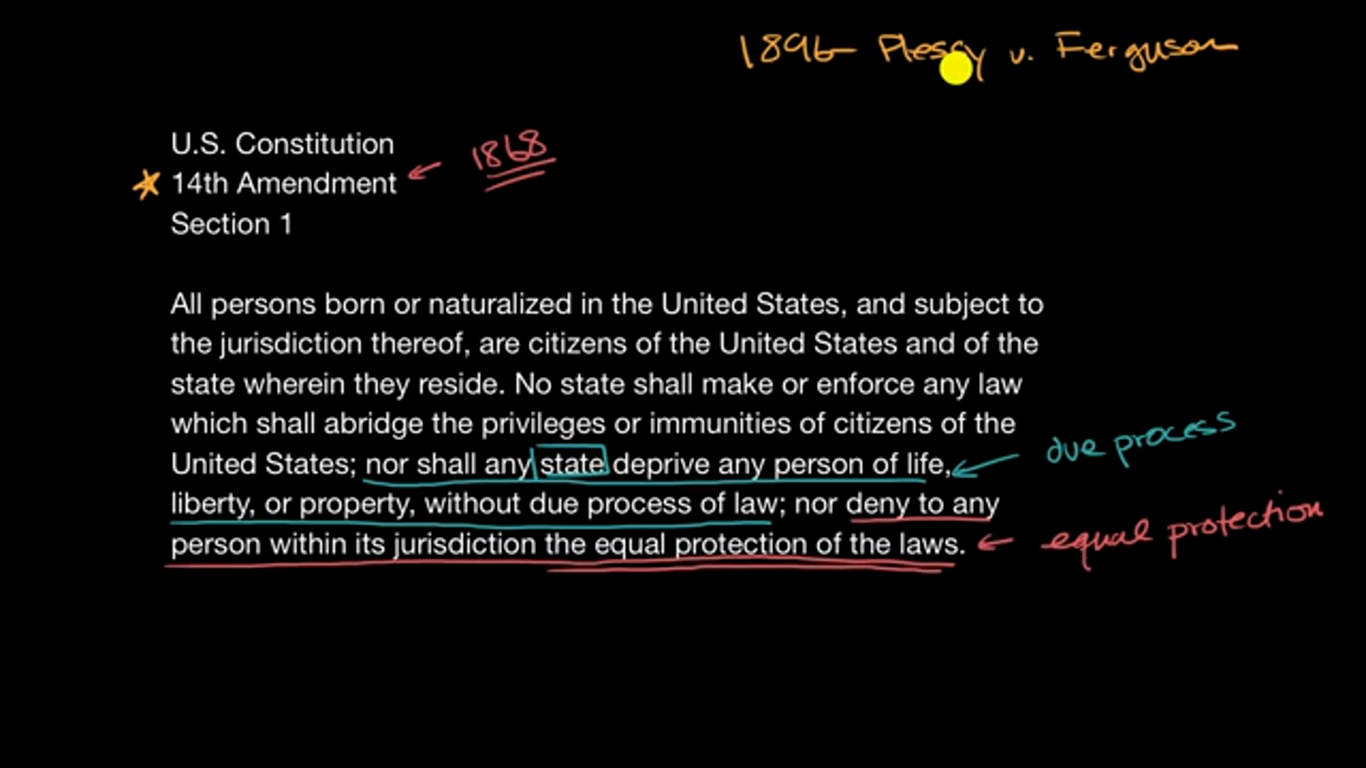 1896 Plessy v. Ferguson
U.S. Constitution
14th Amendment
1868
Section 1
All persons born or naturalized in the United States, and subject to
the jurisdiction thereof, are citizens of the United States and of the
state wherein they reside. No state shall make or enforce any law
which shall abridge the privileges or immunities of citizens of the
United States; nor shall any state deprive any person of life,
due process
liberty, or property, without due process of law; nor deny to any
person within its jurisdiction the equal protection of the laws.
equal protection